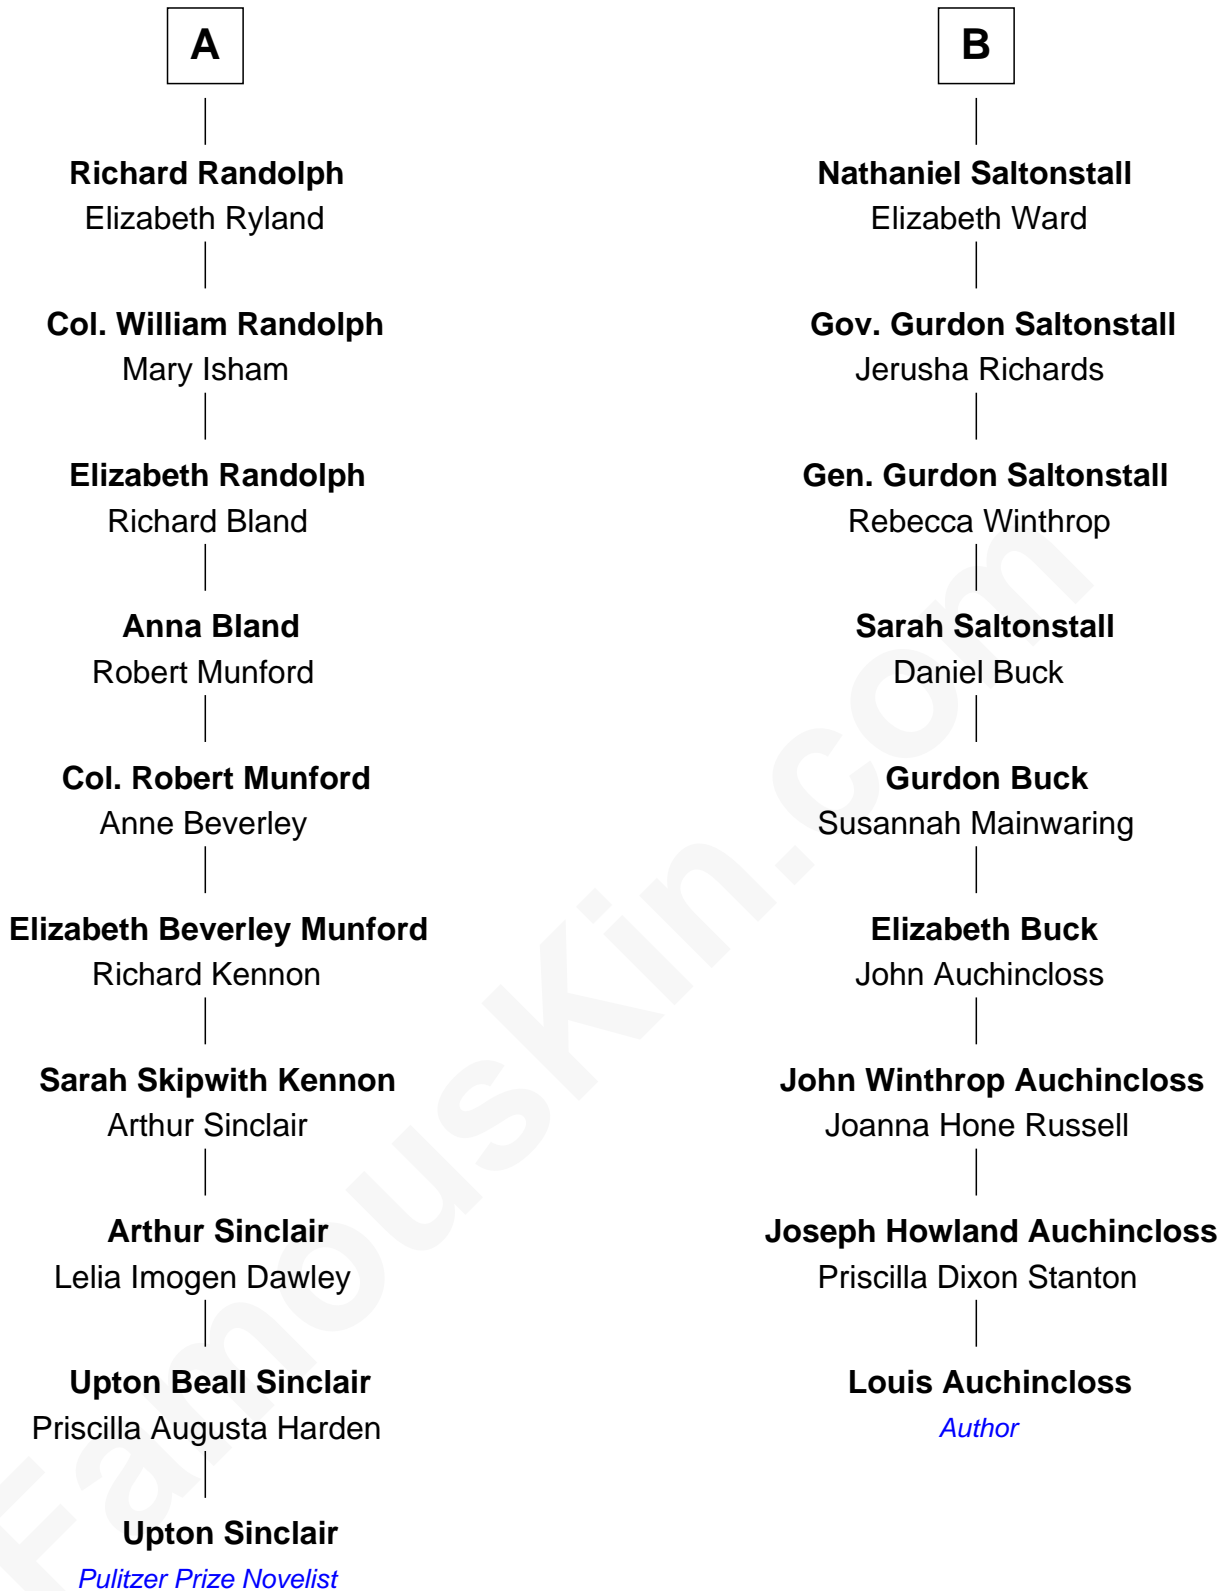 A
Richard Randolph
Elizabeth Ryland
Col. William Randolph
Mary Isham
Elizabeth Randolph
Richard Bland
Anna Bland
Robert Munford
Col. Robert Munford
Anne Beverley
Elizabeth Beverley Munford
Richard Kennon
Sarah Skipwith Kennon
Arthur Sinclair
Arthur Sinclair
Lelia Imogen Dawley
Upton Beall Sinclair
Priscilla Augusta Harden
Upton Sinclair
Pulitzer Prize Novelist
B
Nathaniel Saltonstall
Elizabeth Ward
Gov. Gurdon Saltonstall
Jerusha Richards
Gen. Gurdon Saltonstall
Rebecca Winthrop
Sarah Saltonstall
Daniel Buck
Gurdon Buck
Susannah Mainwaring
Elizabeth Buck
John Auchincloss
John Winthrop Auchincloss
Joanna Hone Russell
Joseph Howland Auchincloss
Priscilla Dixon Stanton
Louis Auchincloss
Author
FamousKin.com